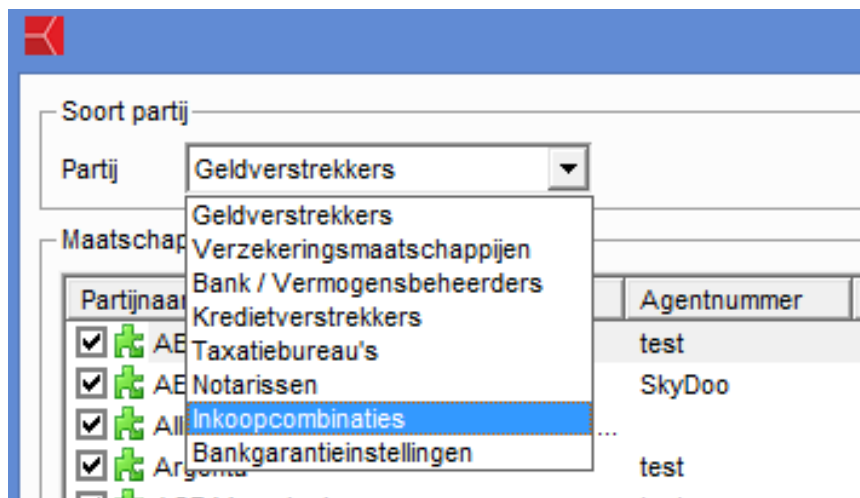 Soort partij
Partij Geldverstrekkers
Geldverstrekkers
Verzekeringsmaatschappijen
Bank / Vermogensbeheerders
Kredietverstrekkers
Taxatiebureau's
Notarissen
Inkoopcombinaties
Bankgarantieinstellingen
Agentnummer
test
SkyDoo
...
test